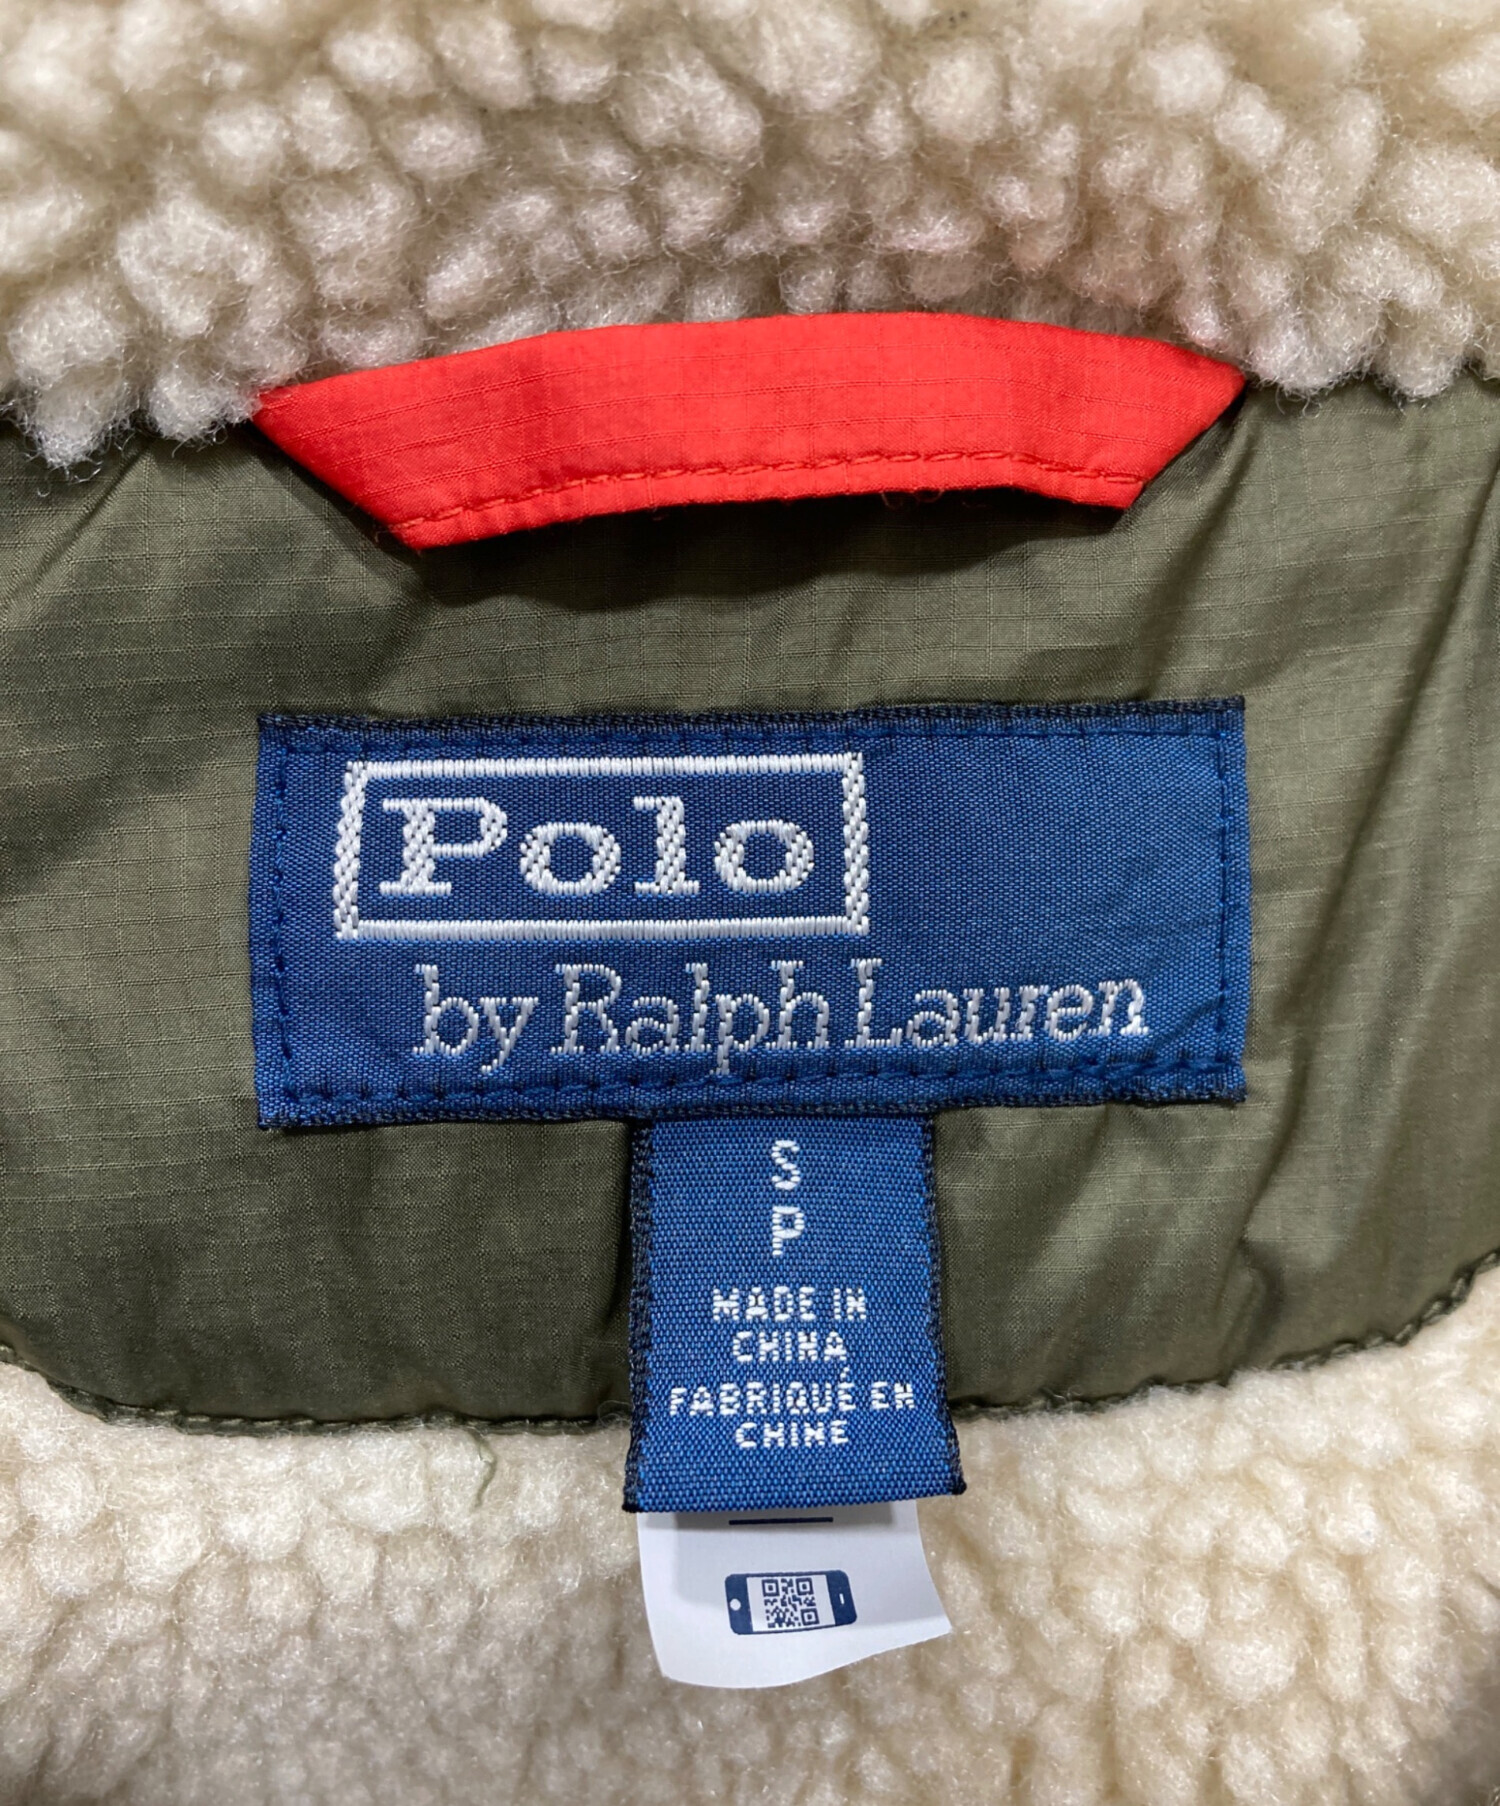 Polo
by Ralph Lauren
S
P
MADE IN
CHINA
FABRIQUÉ EN
CHINE